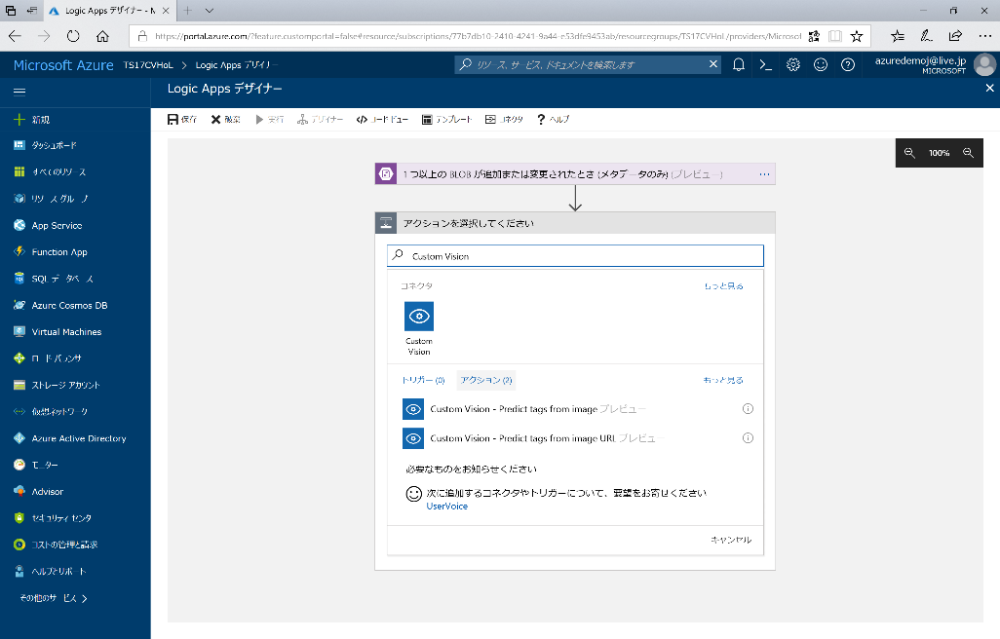 Logic Apps デザイナー - M
https://portal.azure.com/?feature.customportal=false#resource/subscriptions/77b7db10-2410-4241-9a44-e53dfe9453ab/resourcegroups/TS17CVHoL/providers/Microsof
Microsoft Azure TS17CVHoL > Logic Apps デザイナー
リソース、サービス、ドキュメントを検索します
azuredemoj@live.jp
MICROSOFT
Logic Apps デザイナー
保存 破棄 実行 デザイナー コード ビュー テンプレート コネクタ ヘルプ
新規
ダッシュボード
すべてのリソース
リソース グループ
App Service
Function App
SQL データベース
Azure Cosmos DB
Virtual Machines
ロード バランサー
ストレージ アカウント
仮想ネットワーク
Azure Active Directory
モニター
Advisor
セキュリティ センター
コストの管理と請求
ヘルプとサポート
その他のサービス >
100%
1 つ以上の BLOB が追加または変更されたとき (メタデータのみ) (プレビュー)
アクションを選択してください
Custom Vision
コネクタ もっと見る
Custom
Vision
トリガー (0) アクション (2) もっと見る
Custom Vision - Predict tags from image プレビュー
Custom Vision - Predict tags from image URL プレビュー
必要なものをお知らせください
次に追加するコネクタやトリガーについて、要望をお寄せください
UserVoice
キャンセル